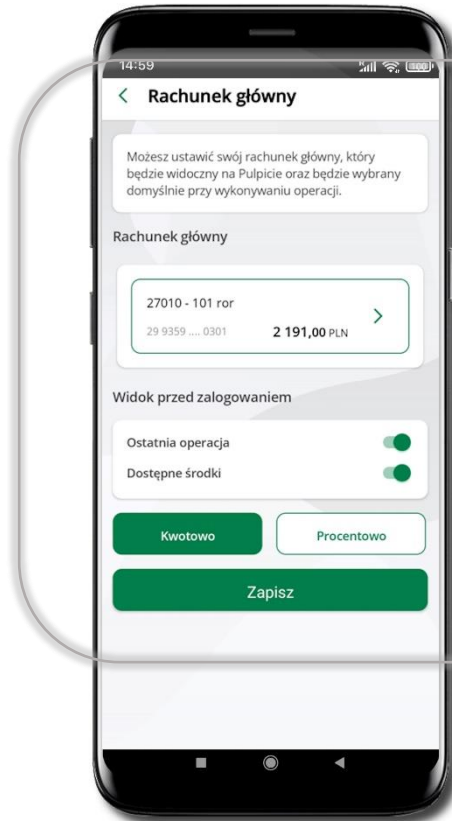 14:59
100
Rachunek główny
Możesz ustawić swój rachunek główny, który
będzie widoczny na Pulpicie oraz będzie wybrany
domyślnie przy wykonywaniu operacji.
Rachunek główny
27010 - 101 ror
29 9359 .... 0301 2 191,00 PLN
Widok przed zalogowaniem
Ostatnia operacja
Dostępne środki
Kwotowo Procentowo
Zapisz